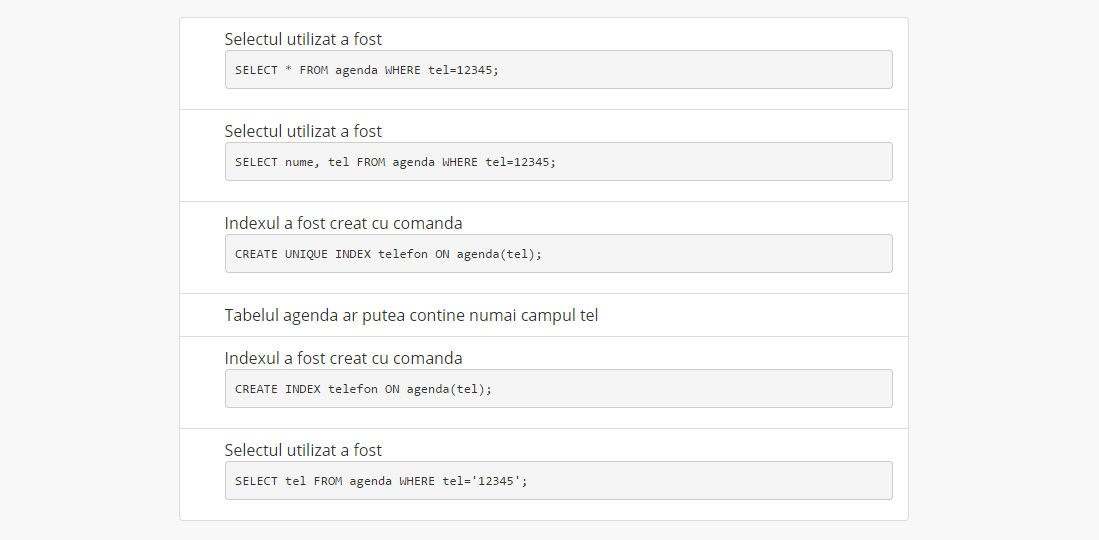 Selectul utilizat a fost
SELECT * FROM agenda WHERE tel=12345;
Selectul utilizat a fost
SELECT nume, tel FROM agenda WHERE tel=12345;
Indexul a fost creat cu comanda
CREATE UNIQUE INDEX telefon ON agenda(tel);
Tabelul agenda ar putea contine numai campul tel
Indexul a fost creat cu comanda
CREATE INDEX telefon ON agenda(tel);
Selectul utilizat a fost
SELECT tel FROM agenda WHERE tel='12345';